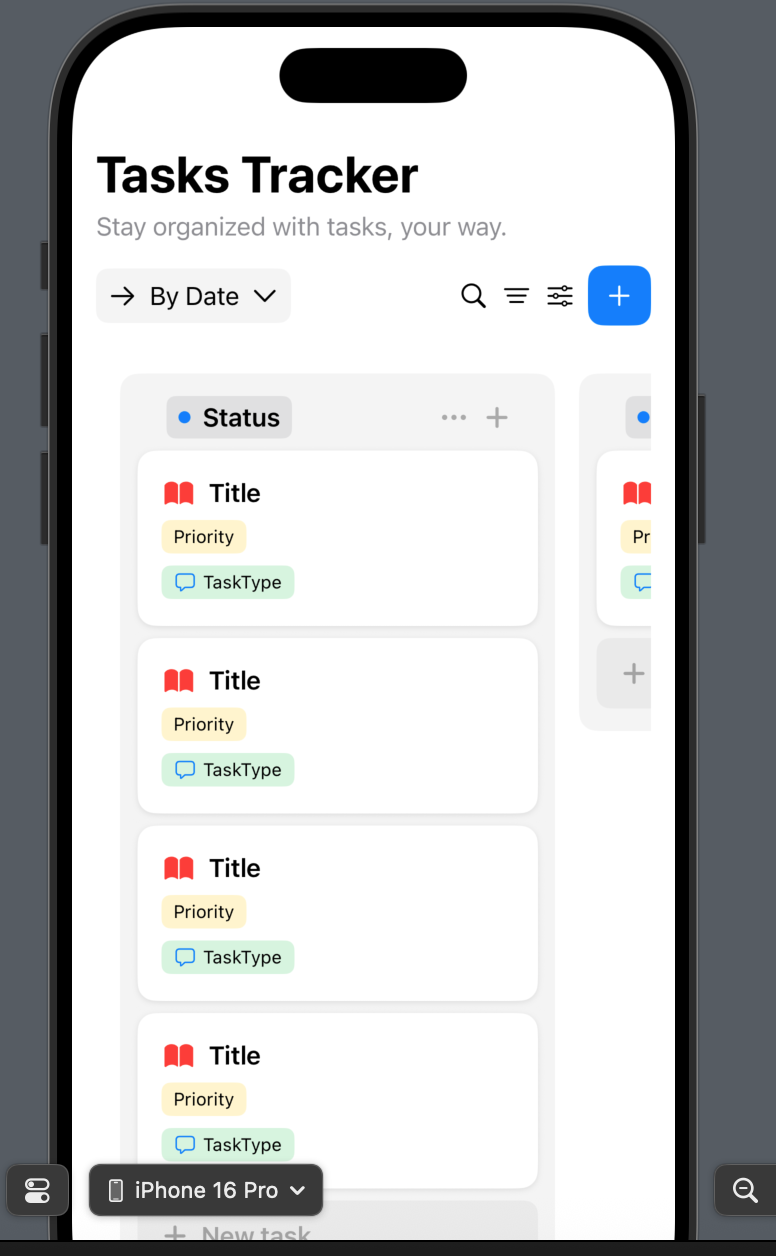 Tasks Tracker
Stay organized with tasks, your way.
By Date
Status
Title
Priority
TaskType
Pr
Title
Priority
TaskType
Title
Priority
TaskType
Title
Priority
TaskType
New task
iPhone 16 Pro